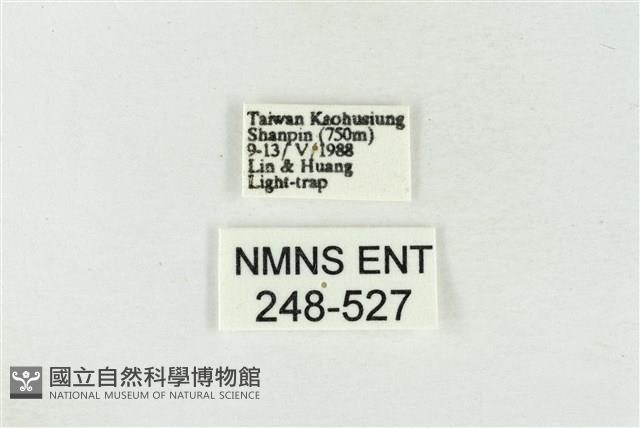 Taiwan Kaohusiung
Shanpin (750m)
9-13/V/1988
Lin & Huang
Light-trap
NMNS ENT
248-527
國立自然科學博物館
NATIONAL MUSEUM OF NATURAL SCIENCE